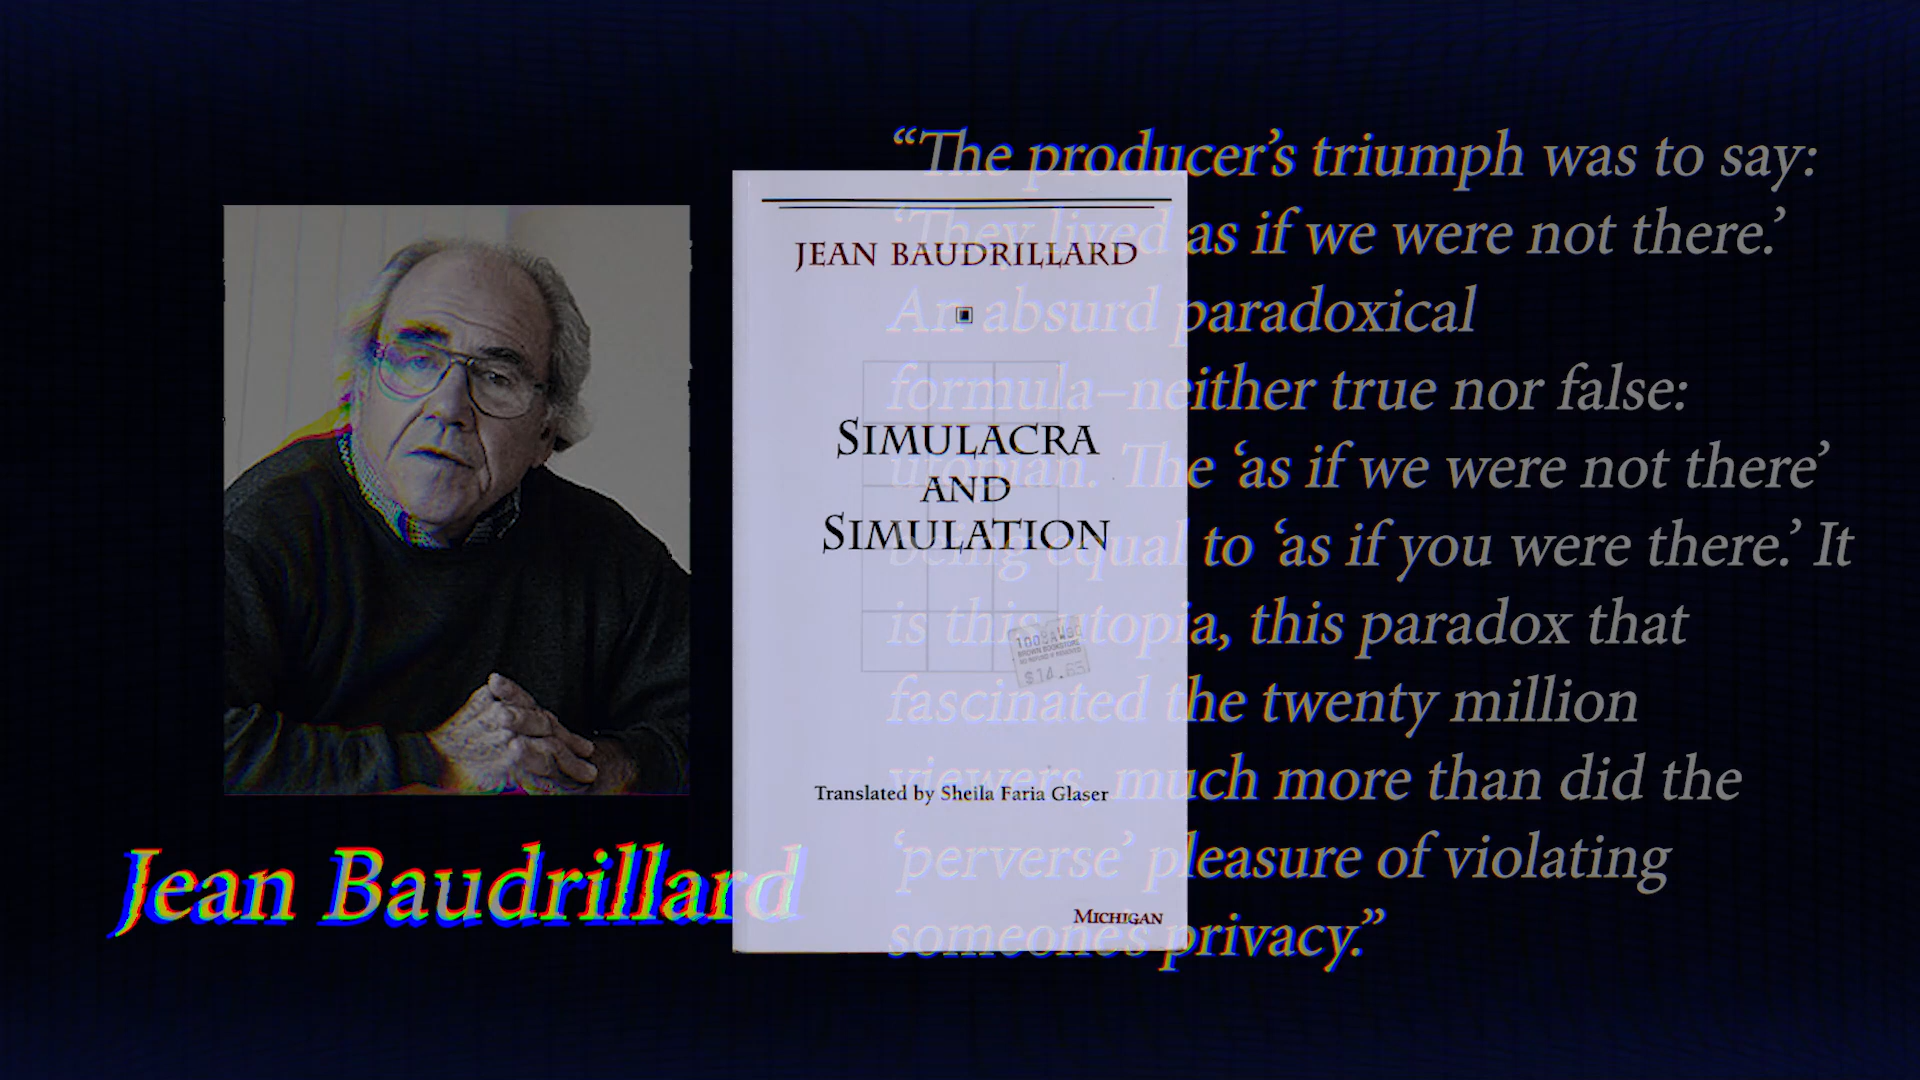 “The producer’s triumph was to say:
‘They lived as if we were not there.’
An absurd paradoxical
formula–neither true nor false:
utopian. The ‘as if we were not there’
being equal to ‘as if you were there.’ It
is this utopia, this paradox that
fascinated the twenty million
viewers, much more than did the
‘perverse’ pleasure of violating
someone’s privacy.”
JEAN BAUDRILLARD
SIMULACRA
AND
SIMULATION
BROWN BOOKSTORE
Translated by Sheila Faria Glaser
MICHIGAN
Jean Baudrillard